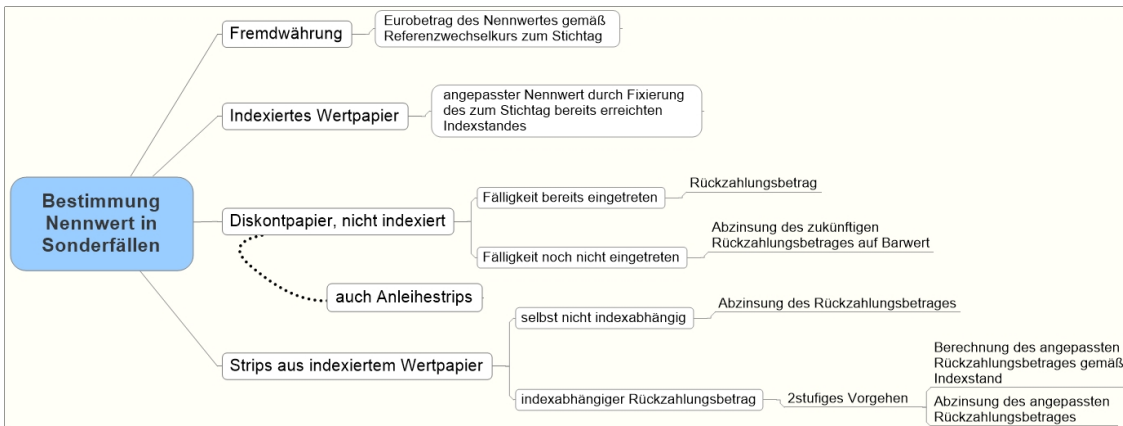 Bestimmung
Nennwert in
Sonderfällen
Fremdwährung
Eurobetrag des Nennwertes gemäß
Referenzwechselkurs zum Stichtag
Indexiertes Wertpapier
angepasster Nennwert durch Fixierung
des zum Stichtag bereits erreichten
Indexstandes
Diskontpapier, nicht indexiert
Fälligkeit bereits eingetreten
Rückzahlungsbetrag
Fälligkeit noch nicht eingetreten
Abzinsung des zukünftigen
Rückzahlungsbetrages auf Barwert
auch Anleihestrips
Strips aus indexiertem Wertpapier
selbst nicht indexabhängig
Abzinsung des Rückzahlungsbetrages
indexabhängiger Rückzahlungsbetrag
2stufiges Vorgehen
Berechnung des angepassten
Rückzahlungsbetrages gemäß
Indexstand
Abzinsung des angepassten
Rückzahlungsbetrages